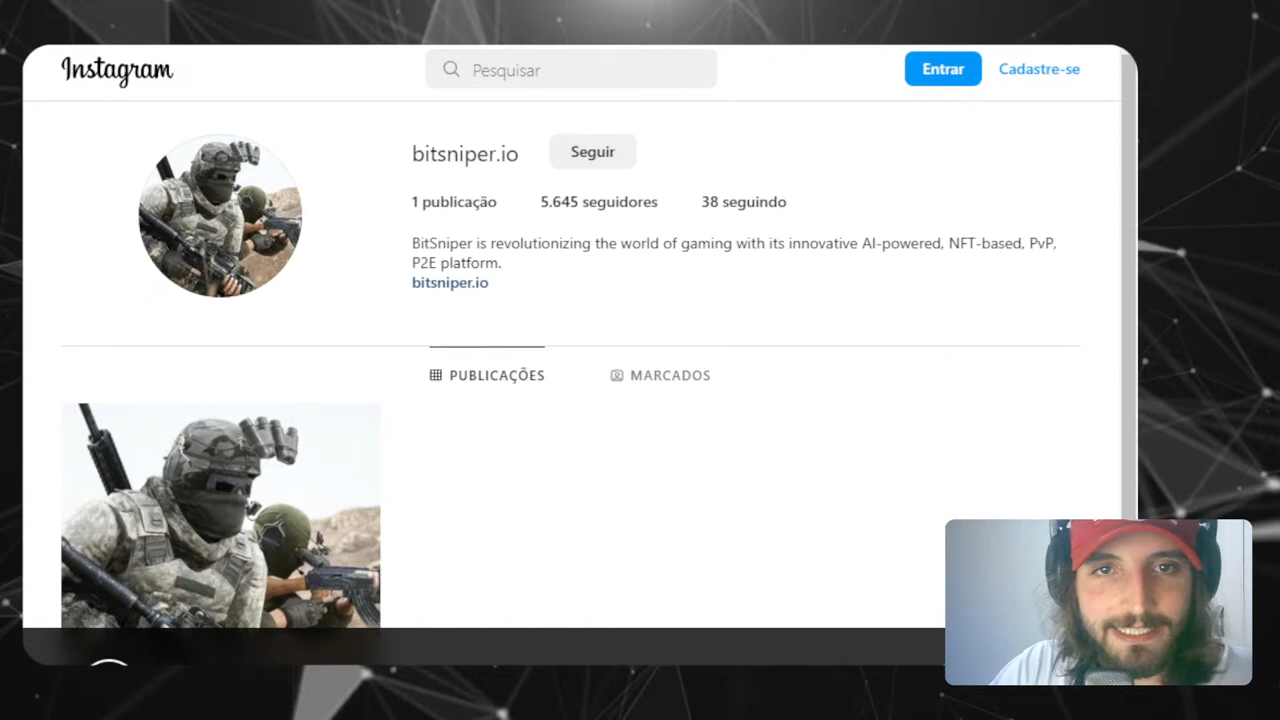 Instagram
Pesquisar
Entrar
Cadastre-se
bitsniper.io
Seguir
1 publicação
5.645 seguidores
38 seguindo
BitSniper is revolutionizing the world of gaming with its innovative AI-powered, NFT-based, PvP,
P2E platform.
bitsniper.io
PUBLICAÇÕES
MARCADOS